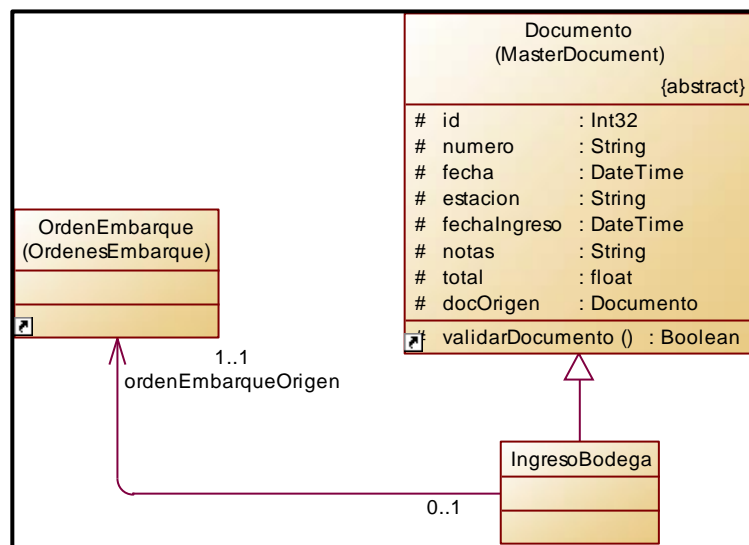 Documento
(MasterDocument)
{abstract}
# id : Int32
# numero : String
# fecha : DateTime
# estacion : String
# fechaIngreso : DateTime
# notas : String
# total : float
# docOrigen : Documento
# validarDocumento () : Boolean
OrdenEmbarque
(OrdenesEmbarque)
1..1
ordenEmbarqueOrigen
IngresoBodega
0..1